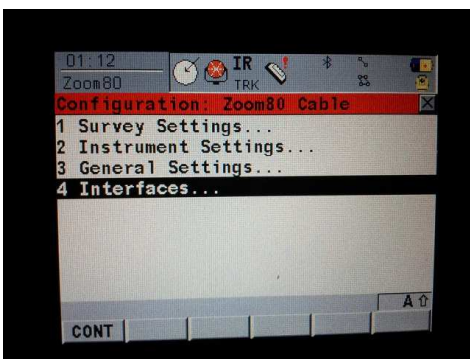 01:12
Zoom80
IR
TRK
Configuration: Zoom80 Cable
1 Survey Settings...
2 Instrument Settings...
3 General Settings...
4 Interfaces...
A
CONT